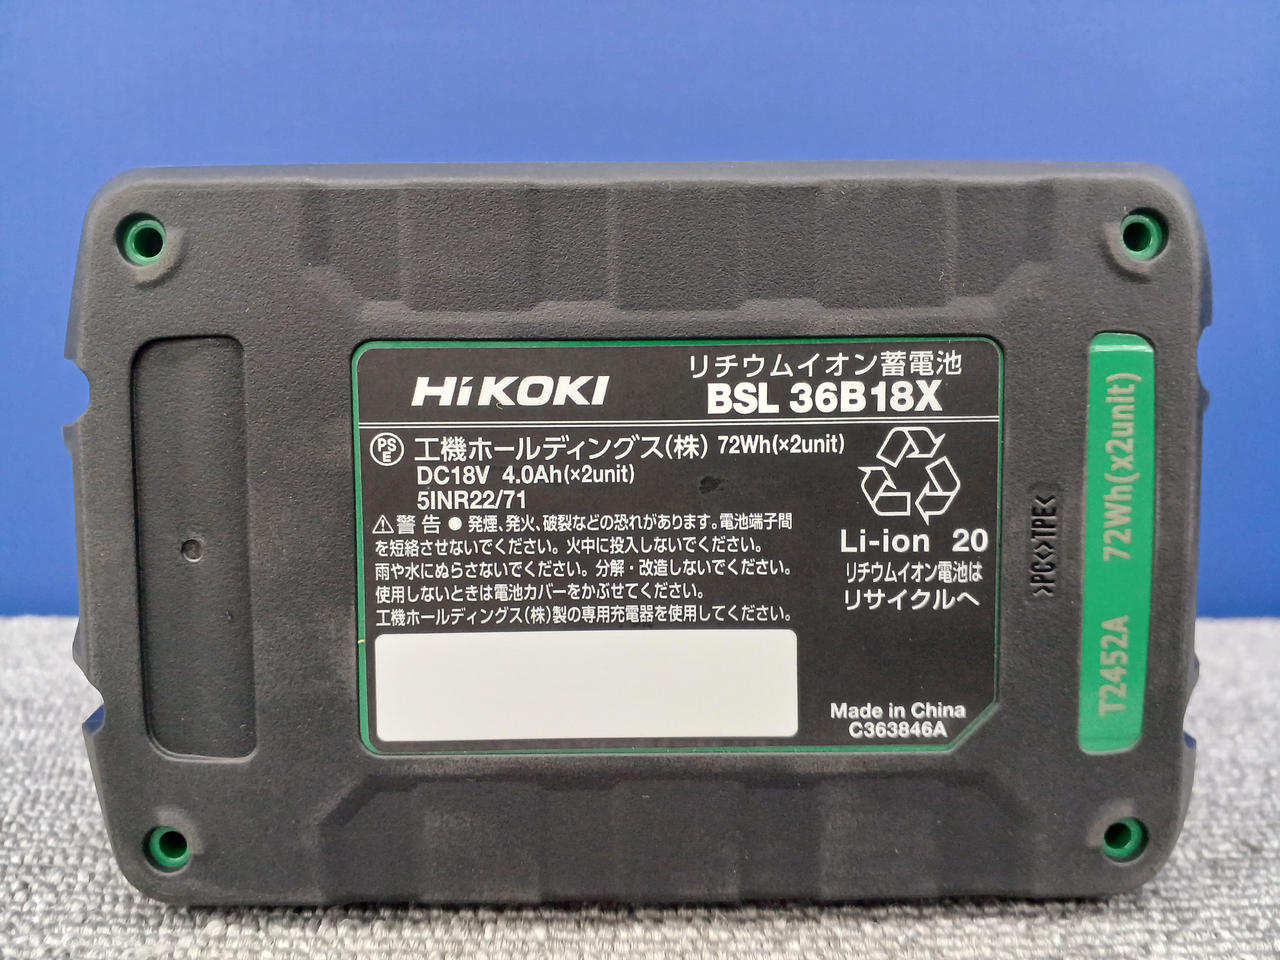 HiKOKI
リチウムイオン蓄電池
BSL 36B18X
PSE 工機ホールディングス(株) 72Wh(×2unit)
DC18V 4.0Ah(×2unit)
5INR22/71
⚠警告 ● 発煙、発火、破裂などの恐れがあります。電池端子間
を短絡させないでください。火中に投入しないでください。
雨や水にぬらさないでください。分解・改造しないでください。
使用しないときは電池カバーをかぶせてください。
工機ホールディングス(株)製の専用充電器を使用してください。
Li-ion 20
リチウムイオン電池は
リサイクルへ
Made in China
C363846A
>PC<>TPE<
T2452A 72Wh(x2unit)